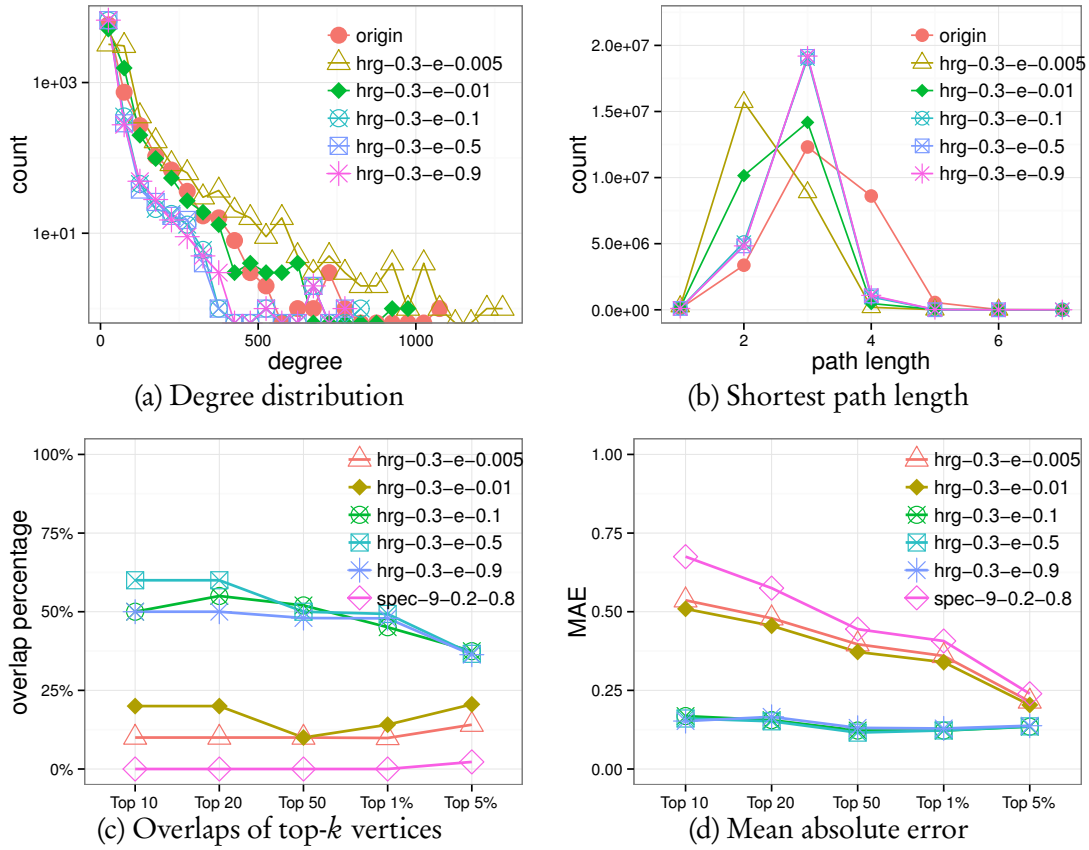 1e+03
1e+01
count
0
500
1000
degree
origin
hrg-0.3-e-0.005
hrg-0.3-e-0.01
hrg-0.3-e-0.1
hrg-0.3-e-0.5
hrg-0.3-e-0.9
(a) Degree distribution
2.0e+07
1.5e+07
1.0e+07
5.0e+06
0.0e+00
count
2
4
6
path length
origin
hrg-0.3-e-0.005
hrg-0.3-e-0.01
hrg-0.3-e-0.1
hrg-0.3-e-0.5
hrg-0.3-e-0.9
(b) Shortest path length
100%
75%
50%
25%
0%
overlap percentage
Top 10
Top 20
Top 50
Top 1%
Top 5%
hrg-0.3-e-0.005
hrg-0.3-e-0.01
hrg-0.3-e-0.1
hrg-0.3-e-0.5
hrg-0.3-e-0.9
spec-9-0.2-0.8
(c) Overlaps of top-k vertices
1.00
0.75
0.50
0.25
0.00
MAE
Top 10
Top 20
Top 50
Top 1%
Top 5%
hrg-0.3-e-0.005
hrg-0.3-e-0.01
hrg-0.3-e-0.1
hrg-0.3-e-0.5
hrg-0.3-e-0.9
spec-9-0.2-0.8
(d) Mean absolute error